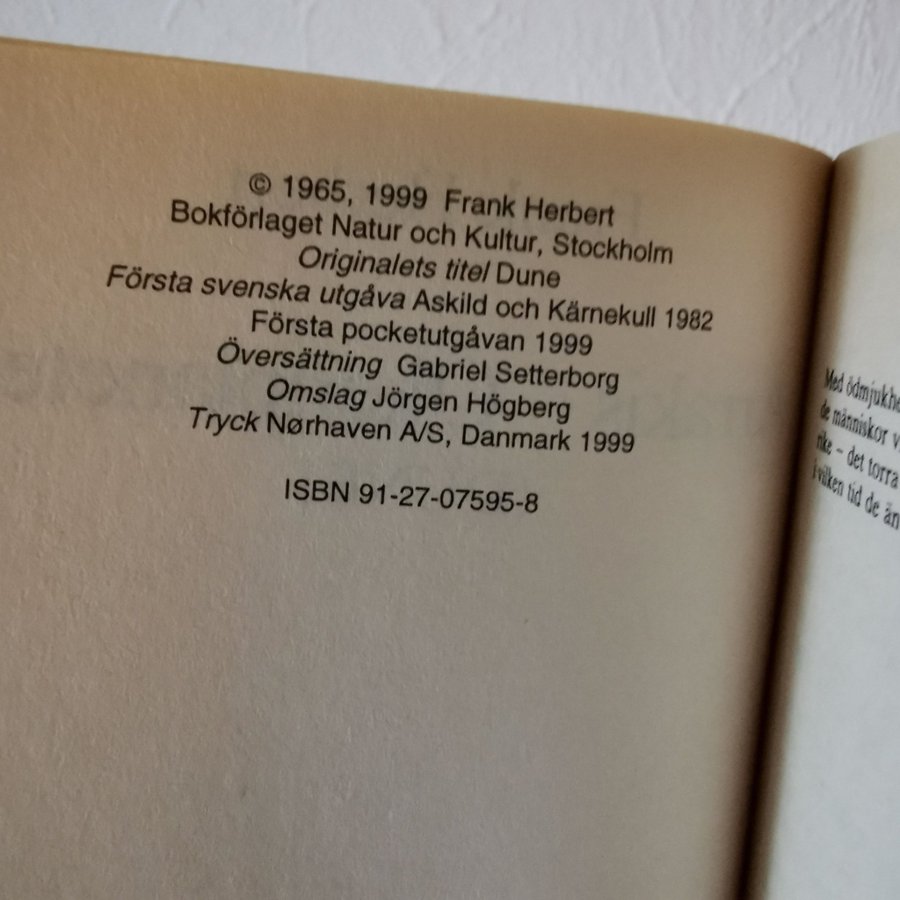 © 1965, 1999 Frank Herbert
Bokförlaget Natur och Kultur, Stockholm
Originalets titel Dune
Första svenska utgåva Askild och Kärnekull 1982
Första pocketutgåvan 1999
Översättning Gabriel Setterborg
Omslag Jörgen Högberg
Tryck Nørhaven A/S, Danmark 1999
ISBN 91-27-07595-8
Med ödmjukhe
de människor v
rike – det torra
i vilken tid de än